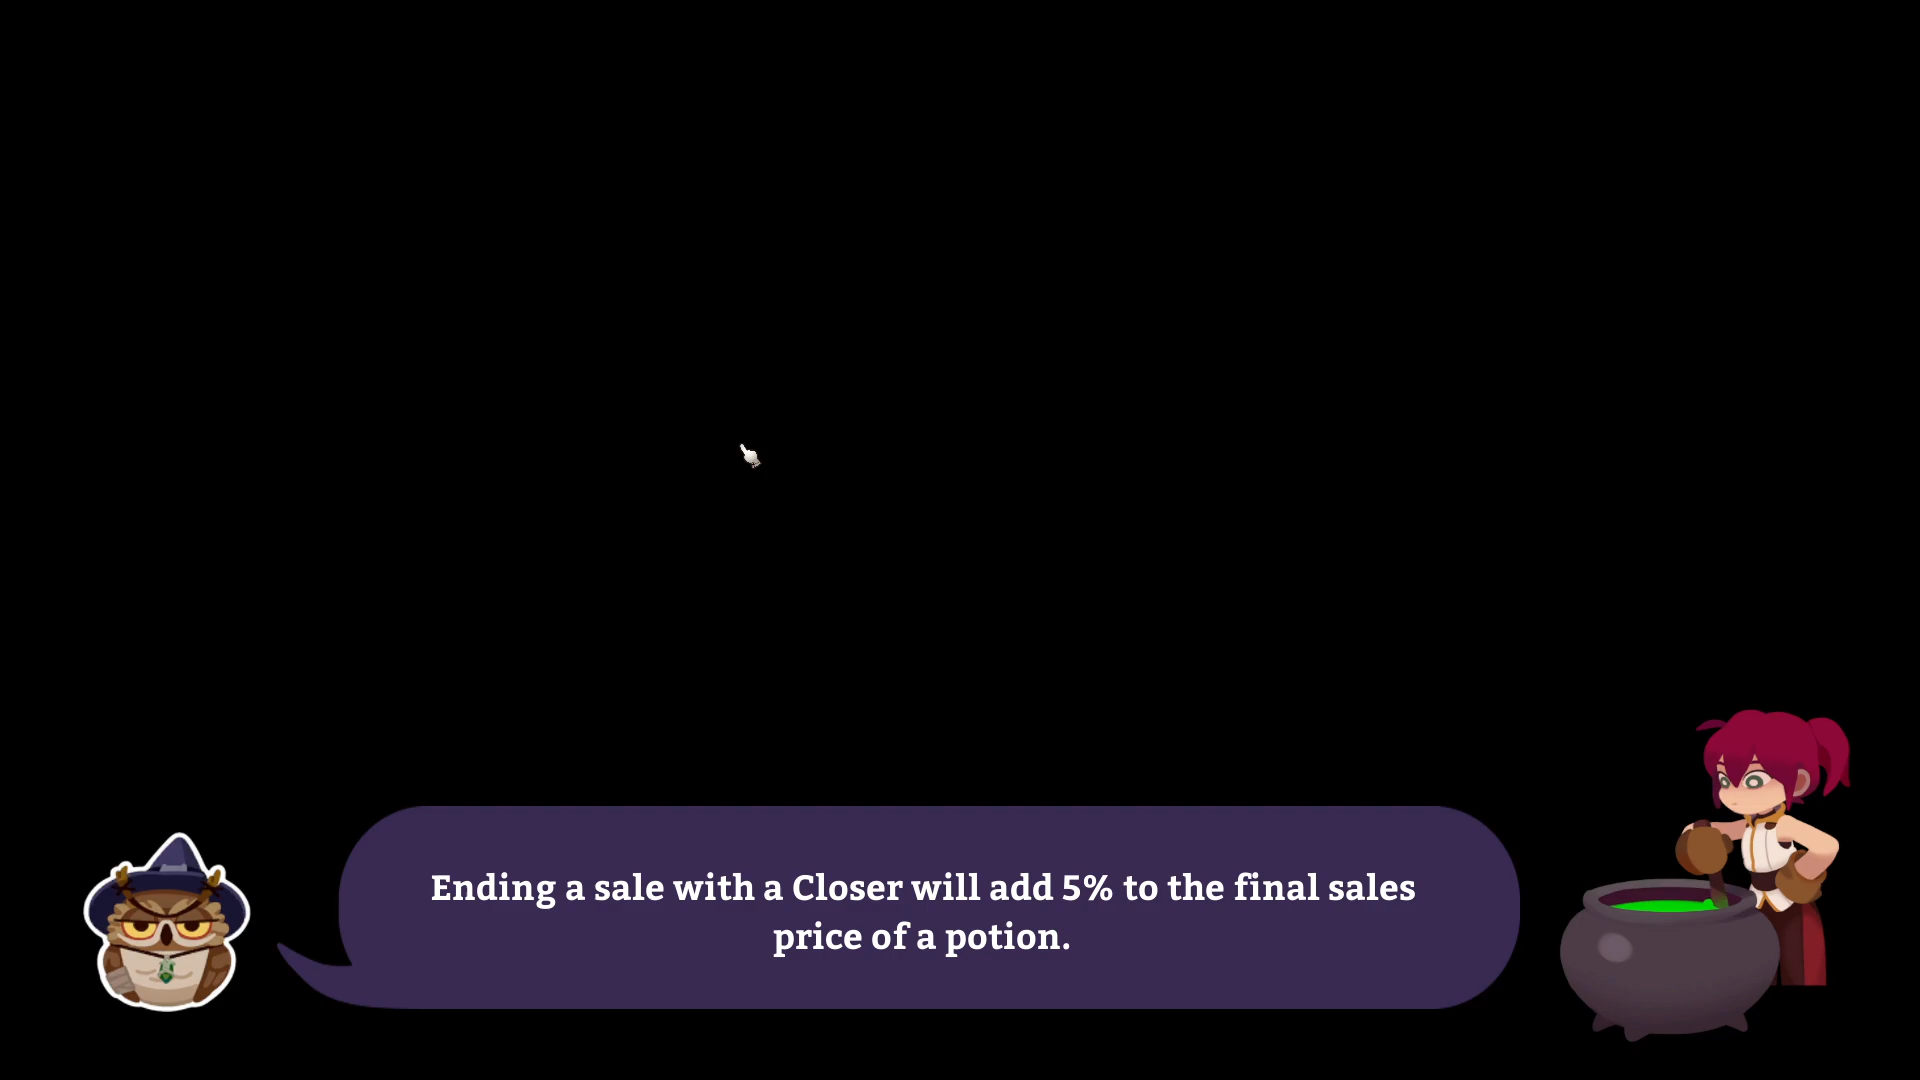 Ending a sale with a Closer will add 5% to the final sales
price of a potion.